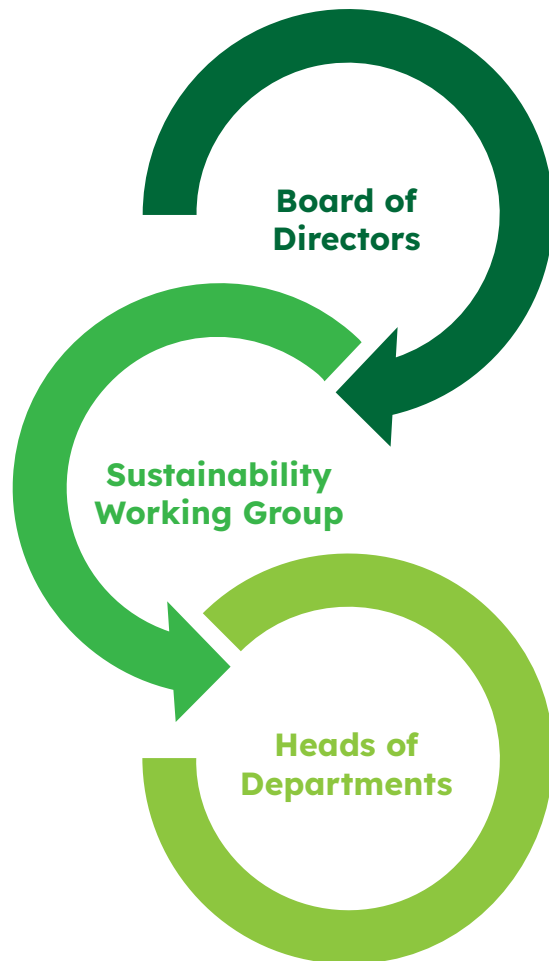 Board of
Directors
Sustainability
Working Group
Heads of
Departments